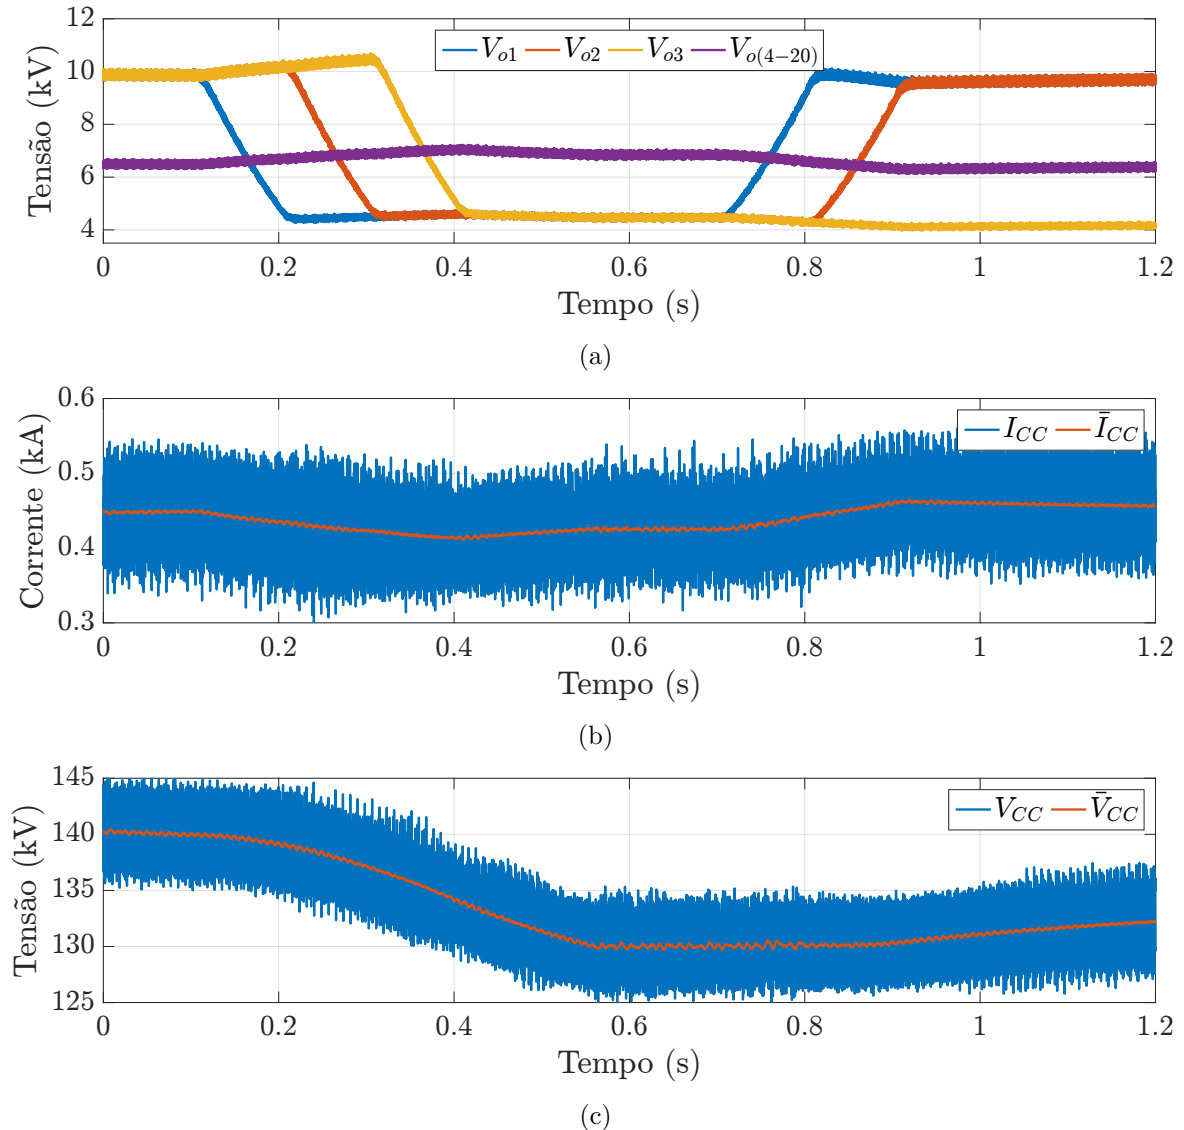 12
10
8
6
4
Tensão (kV)
V_{o1} V_{o2} V_{o3} V_{o(4−20)}
0 0.2 0.4 0.6 0.8 1 1.2
Tempo (s)
(a)
0.6
0.5
0.4
0.3
Corrente (kA)
I_{CC} Ī_{CC}
0 0.2 0.4 0.6 0.8 1 1.2
Tempo (s)
(b)
145
140
135
130
125
Tensão (kV)
V_{CC} V̄_{CC}
0 0.2 0.4 0.6 0.8 1 1.2
Tempo (s)
(c)